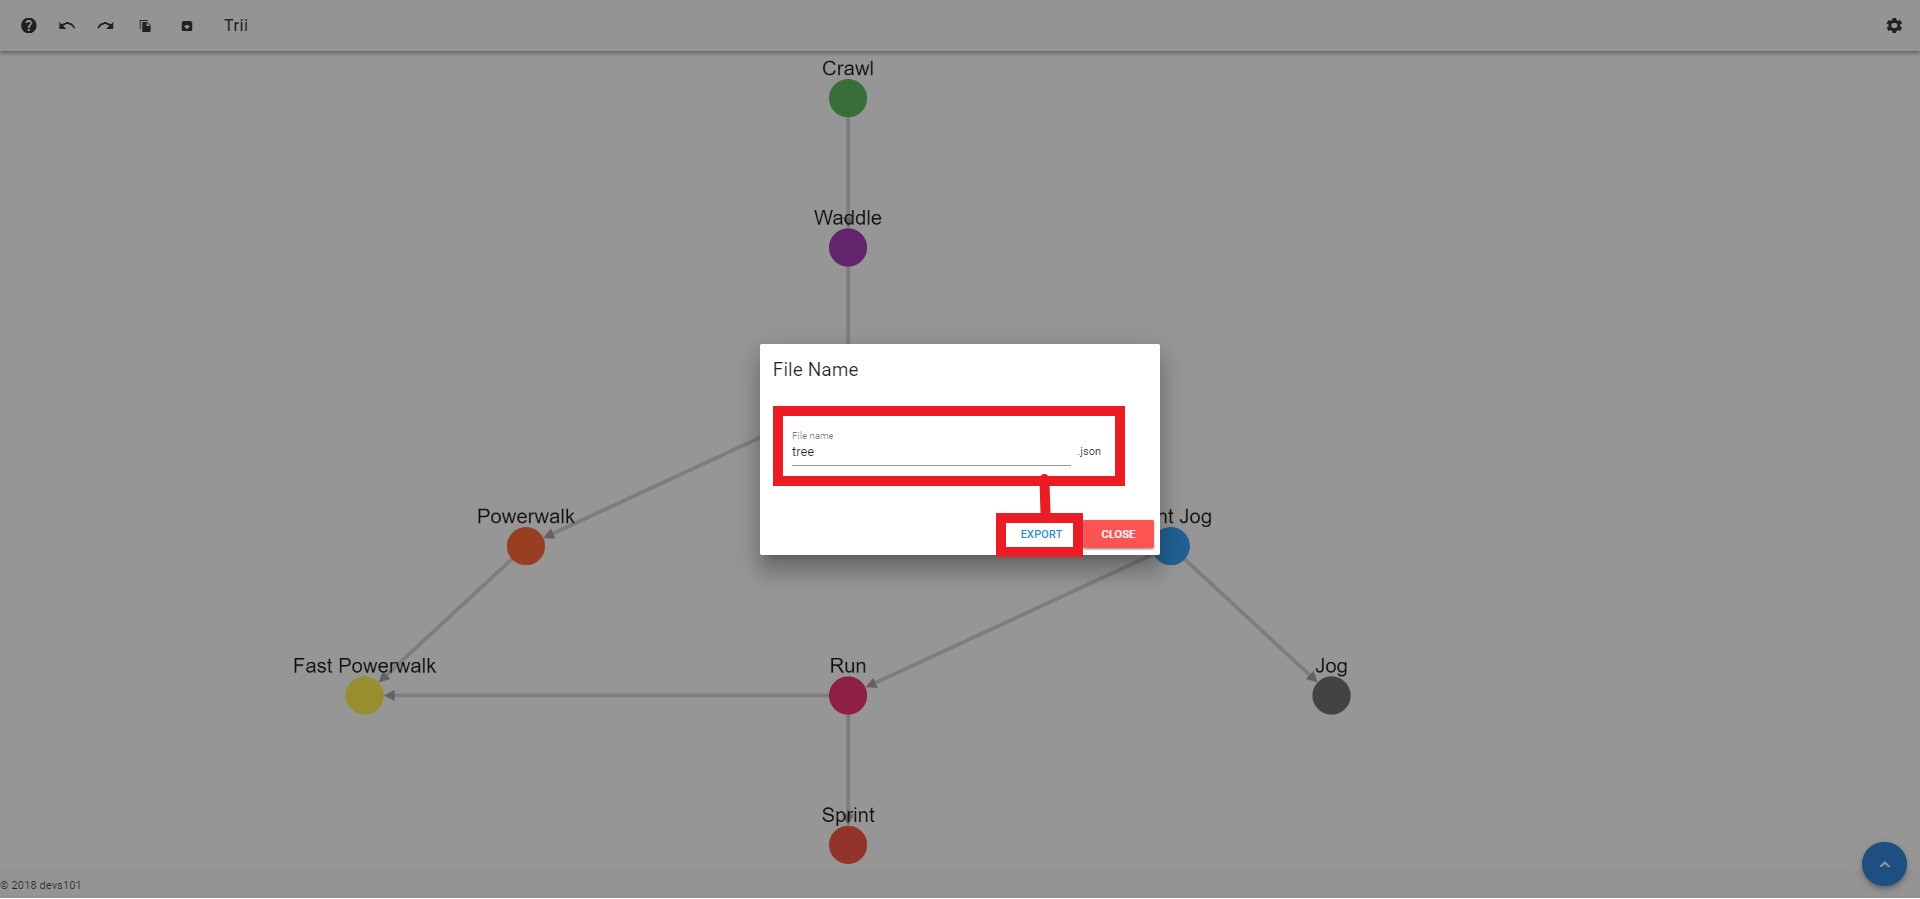 Trii
Crawl
Waddle
File Name
File name
tree
.json
EXPORT
CLOSE
Powerwalk
nt Jog
Fast Powerwalk
Run
Jog
Sprint
© 2018 devs101